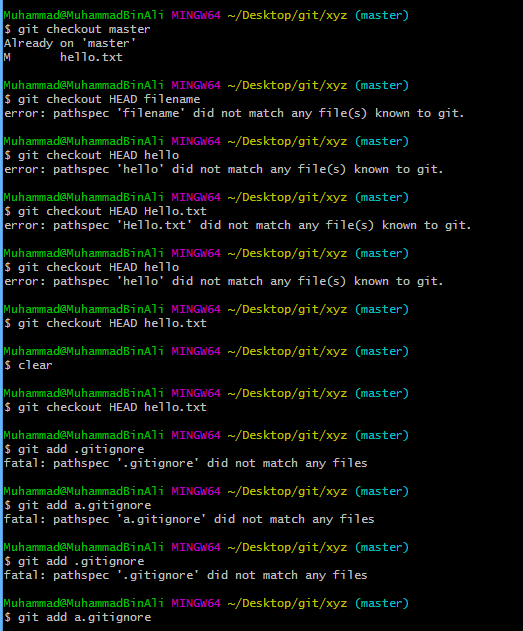 Muhammad@MuhammadBinAli MINGW64 ~/Desktop/git/xyz (master)
$ git checkout master
Already on 'master'
M       hello.txt
Muhammad@MuhammadBinAli MINGW64 ~/Desktop/git/xyz (master)
$ git checkout HEAD filename
error: pathspec 'filename' did not match any file(s) known to git.
Muhammad@MuhammadBinAli MINGW64 ~/Desktop/git/xyz (master)
$ git checkout HEAD hello
error: pathspec 'hello' did not match any file(s) known to git.
Muhammad@MuhammadBinAli MINGW64 ~/Desktop/git/xyz (master)
$ git checkout HEAD Hello.txt
error: pathspec 'Hello.txt' did not match any file(s) known to git.
Muhammad@MuhammadBinAli MINGW64 ~/Desktop/git/xyz (master)
$ git checkout HEAD hello
error: pathspec 'hello' did not match any file(s) known to git.
Muhammad@MuhammadBinAli MINGW64 ~/Desktop/git/xyz (master)
$ git checkout HEAD hello.txt
Muhammad@MuhammadBinAli MINGW64 ~/Desktop/git/xyz (master)
$ clear
Muhammad@MuhammadBinAli MINGW64 ~/Desktop/git/xyz (master)
$ git checkout HEAD hello.txt
Muhammad@MuhammadBinAli MINGW64 ~/Desktop/git/xyz (master)
$ git add .gitignore
fatal: pathspec '.gitignore' did not match any files
Muhammad@MuhammadBinAli MINGW64 ~/Desktop/git/xyz (master)
$ git add a.gitignore
fatal: pathspec 'a.gitignore' did not match any files
Muhammad@MuhammadBinAli MINGW64 ~/Desktop/git/xyz (master)
$ git add .gitignore
fatal: pathspec '.gitignore' did not match any files
Muhammad@MuhammadBinAli MINGW64 ~/Desktop/git/xyz (master)
$ git add a.gitignore